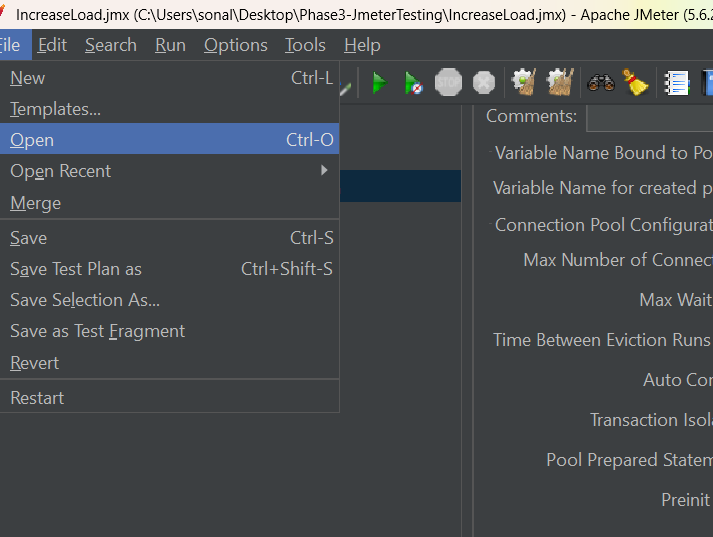 IncreaseLoad.jmx (C:\Users\sonal\Desktop\Phase3-JmeterTesting\IncreaseLoad.jmx) - Apache JMeter (5.6.2
File Edit Search Run Options Tools Help
New Ctrl-L
Templates...
Open Ctrl-O
Open Recent
Merge
Save Ctrl-S
Save Test Plan as Ctrl+Shift-S
Save Selection As...
Save as Test Fragment
Revert
Restart
STOP
Comments:
Variable Name Bound to Po
Variable Name for created p
Connection Pool Configurat
Max Number of Connect
Max Wait
Time Between Eviction Runs
Auto Co
Transaction Isola
Pool Prepared Statem
Preinit